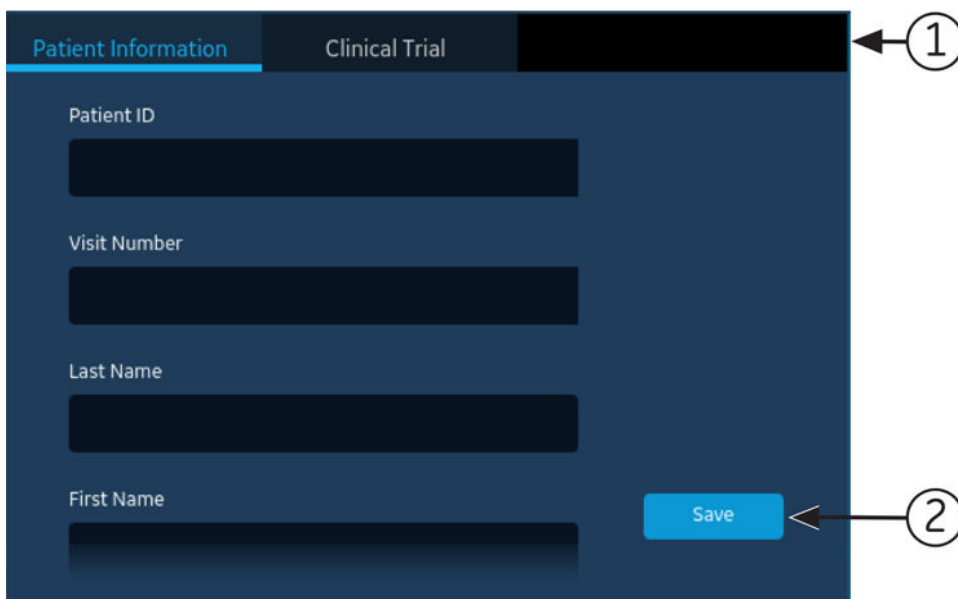 Patient Information Clinical Trial
1
Patient ID
Visit Number
Last Name
First Name
Save
2